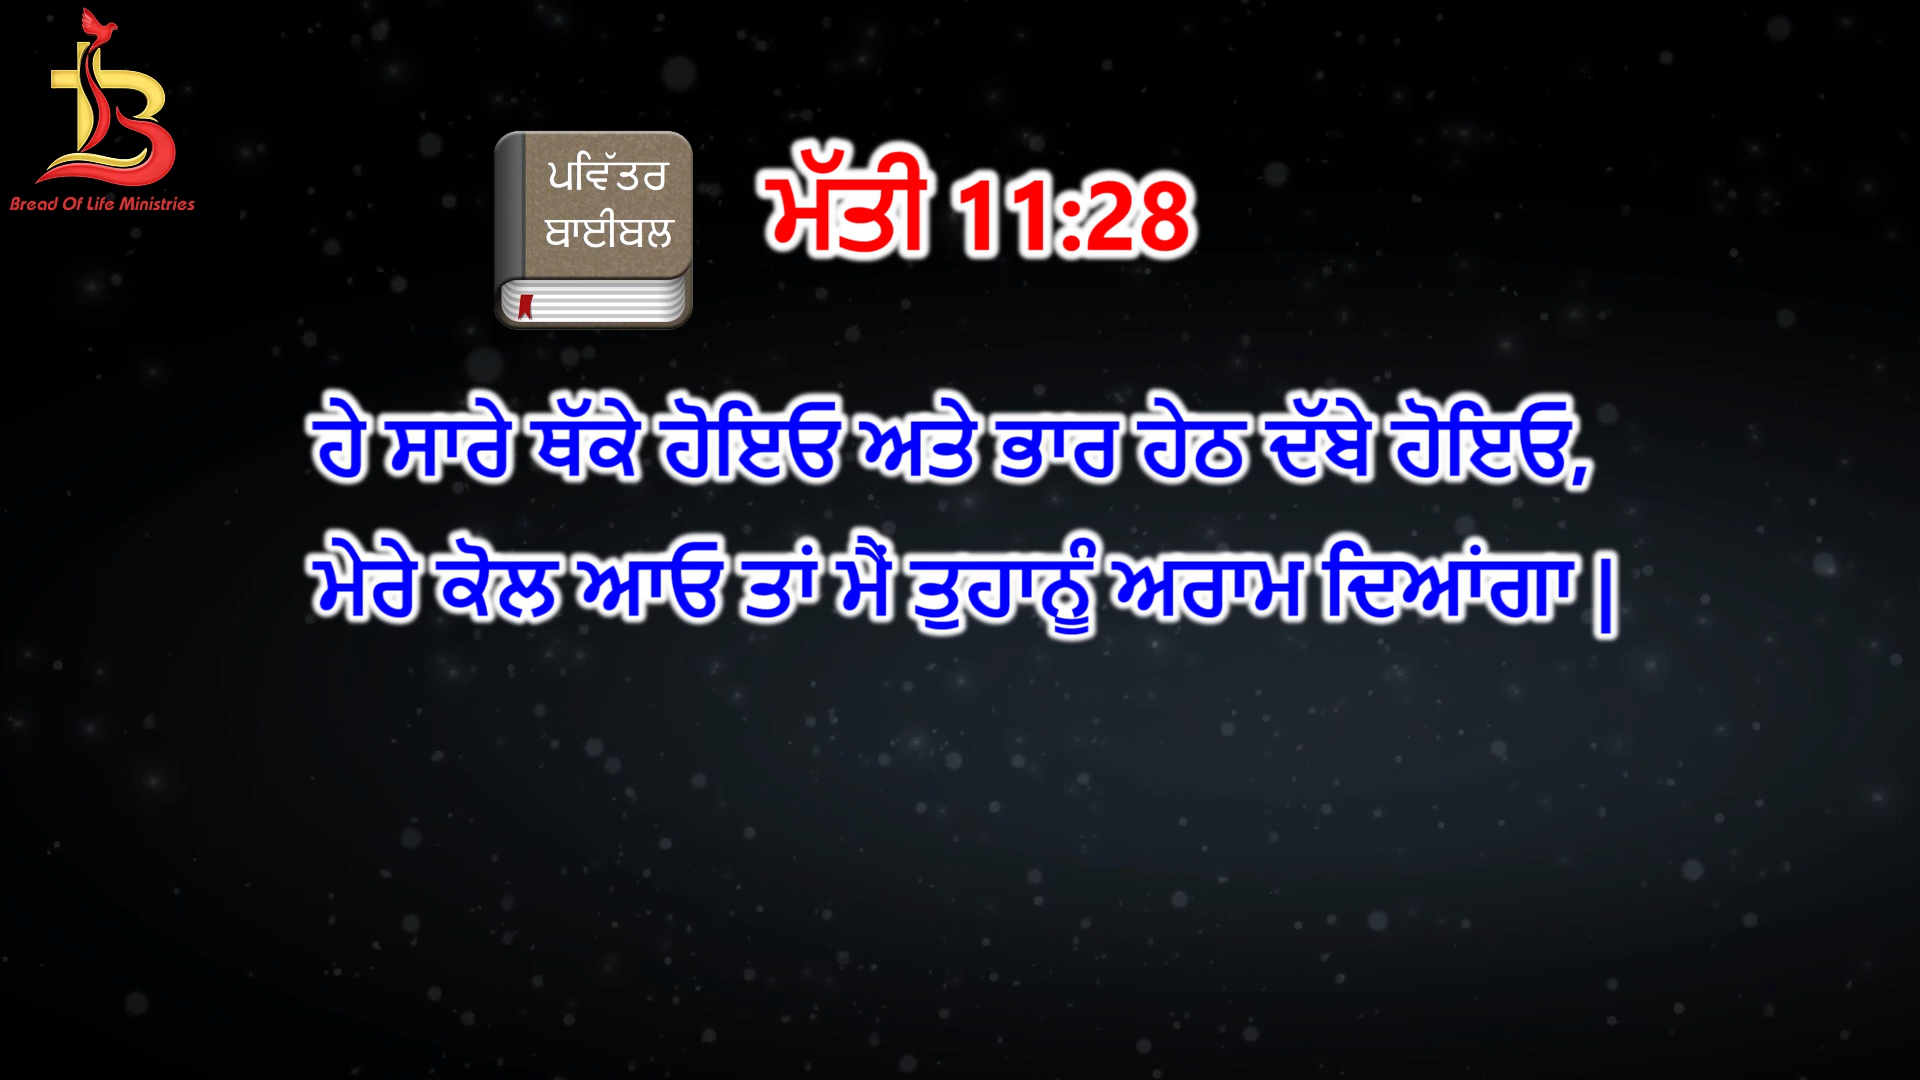 Bread Of Life Ministries
ਪਵਿੱਤਰ
ਬਾਈਬਲ
ਮੱਤੀ 11:28
ਹੇ ਸਾਰੇ ਥੱਕੇ ਹੋਇਓ ਅਤੇ ਭਾਰ ਹੇਠ ਦੱਬੇ ਹੋਇਓ,
ਮੇਰੇ ਕੋਲ ਆਓ ਤਾਂ ਮੈਂ ਤੁਹਾਨੂੰ ਅਰਾਮ ਦਿਆਂਗਾ |